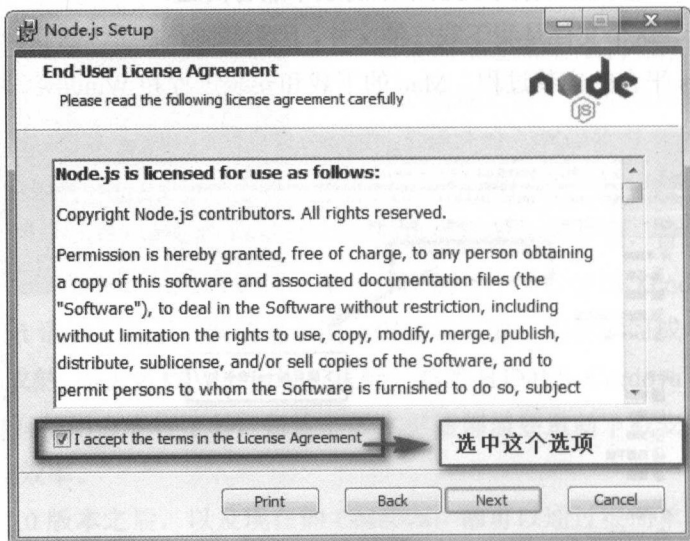 Node.js Setup
End-User License Agreement
Please read the following license agreement carefully
node
JS
Node.js is licensed for use as follows:
Copyright Node.js contributors. All rights reserved.
Permission is hereby granted, free of charge, to any person obtaining
a copy of this software and associated documentation files (the
"Software"), to deal in the Software without restriction, including
without limitation the rights to use, copy, modify, merge, publish,
distribute, sublicense, and/or sell copies of the Software, and to
permit persons to whom the Software is furnished to do so, subject
I accept the terms in the License Agreement
选中这个选项
Print Back Next Cancel